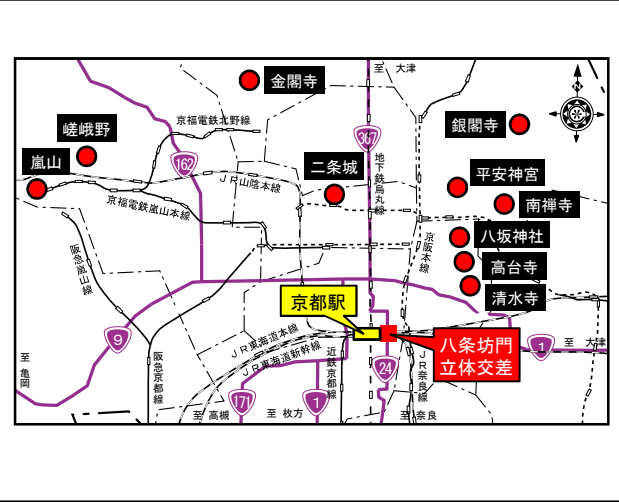 至 大津
金閣寺
嵯峨野
京福電鉄北野線
367
銀閣寺
N
嵐山
162
二条城
地下鉄烏丸線
平安神宮
JR山陰本線
京福電鉄嵐山本線
南禅寺
八坂神社
京阪本線
阪急嵐山線
高台寺
清水寺
京都駅
9
JR東海道本線
JR東海道新幹線
八条坊門
立体交差
1
至 大津
至 亀岡
阪急京都線
近鉄京都線
24
JR奈良線
171
1
至 高槻
至 枚方
至 奈良